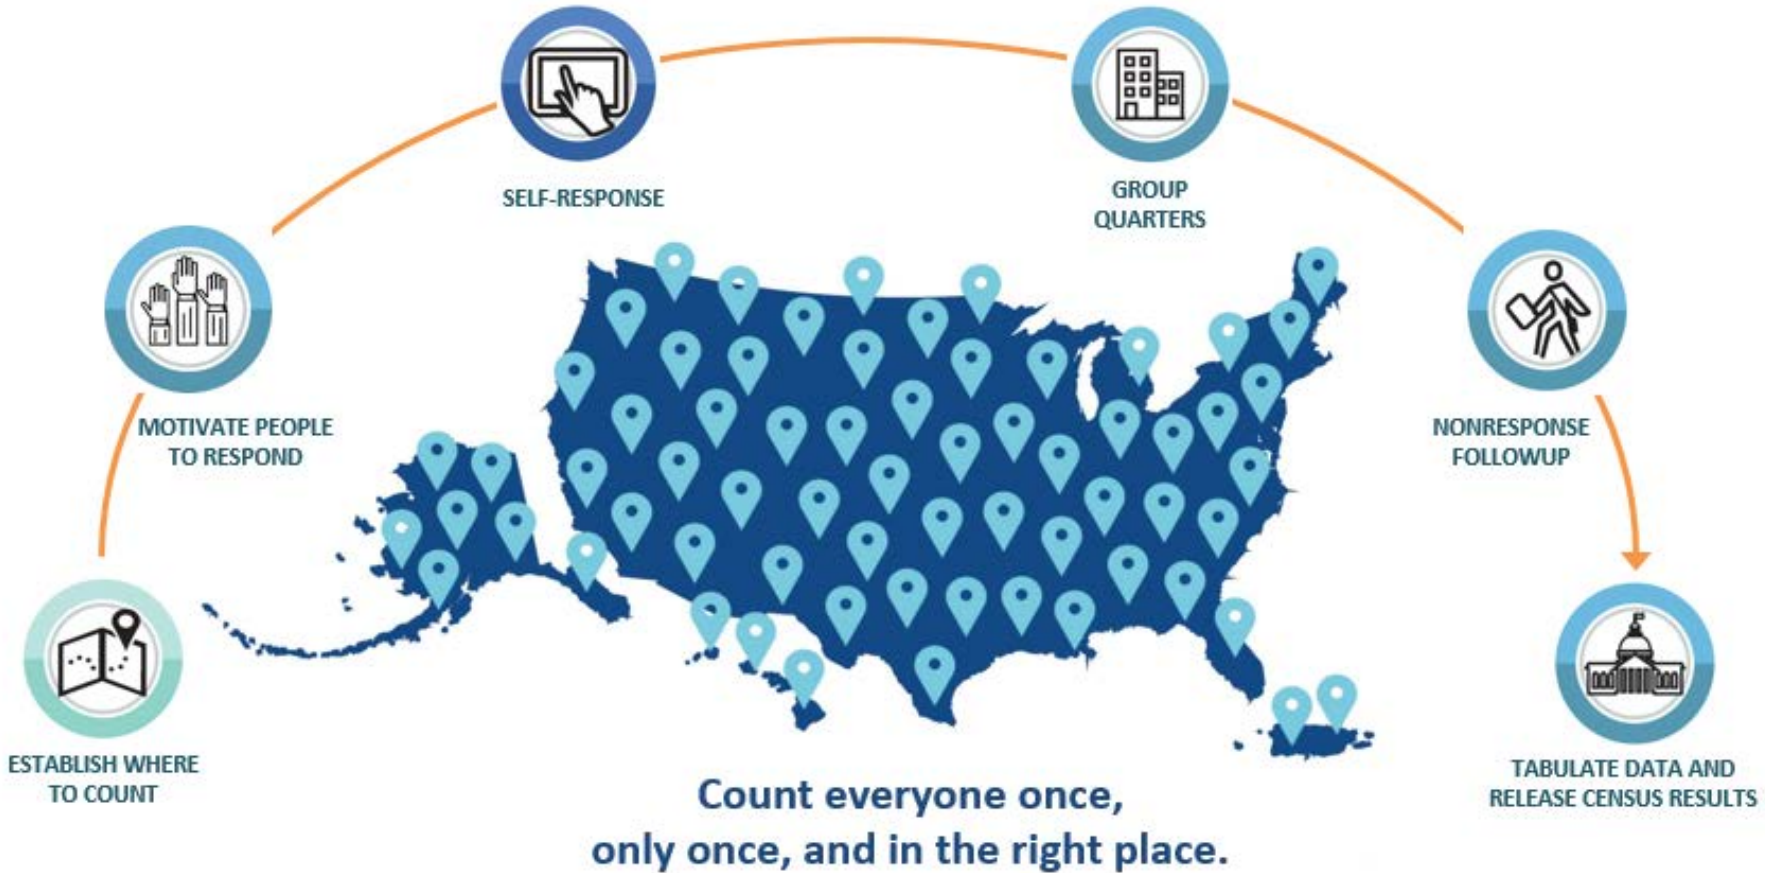 SELF-RESPONSE
GROUP
QUARTERS
MOTIVATE PEOPLE
TO RESPOND
NONRESPONSE
FOLLOWUP
ESTABLISH WHERE
TO COUNT
TABULATE DATA AND
RELEASE CENSUS RESULTS
Count everyone once,
only once, and in the right place.